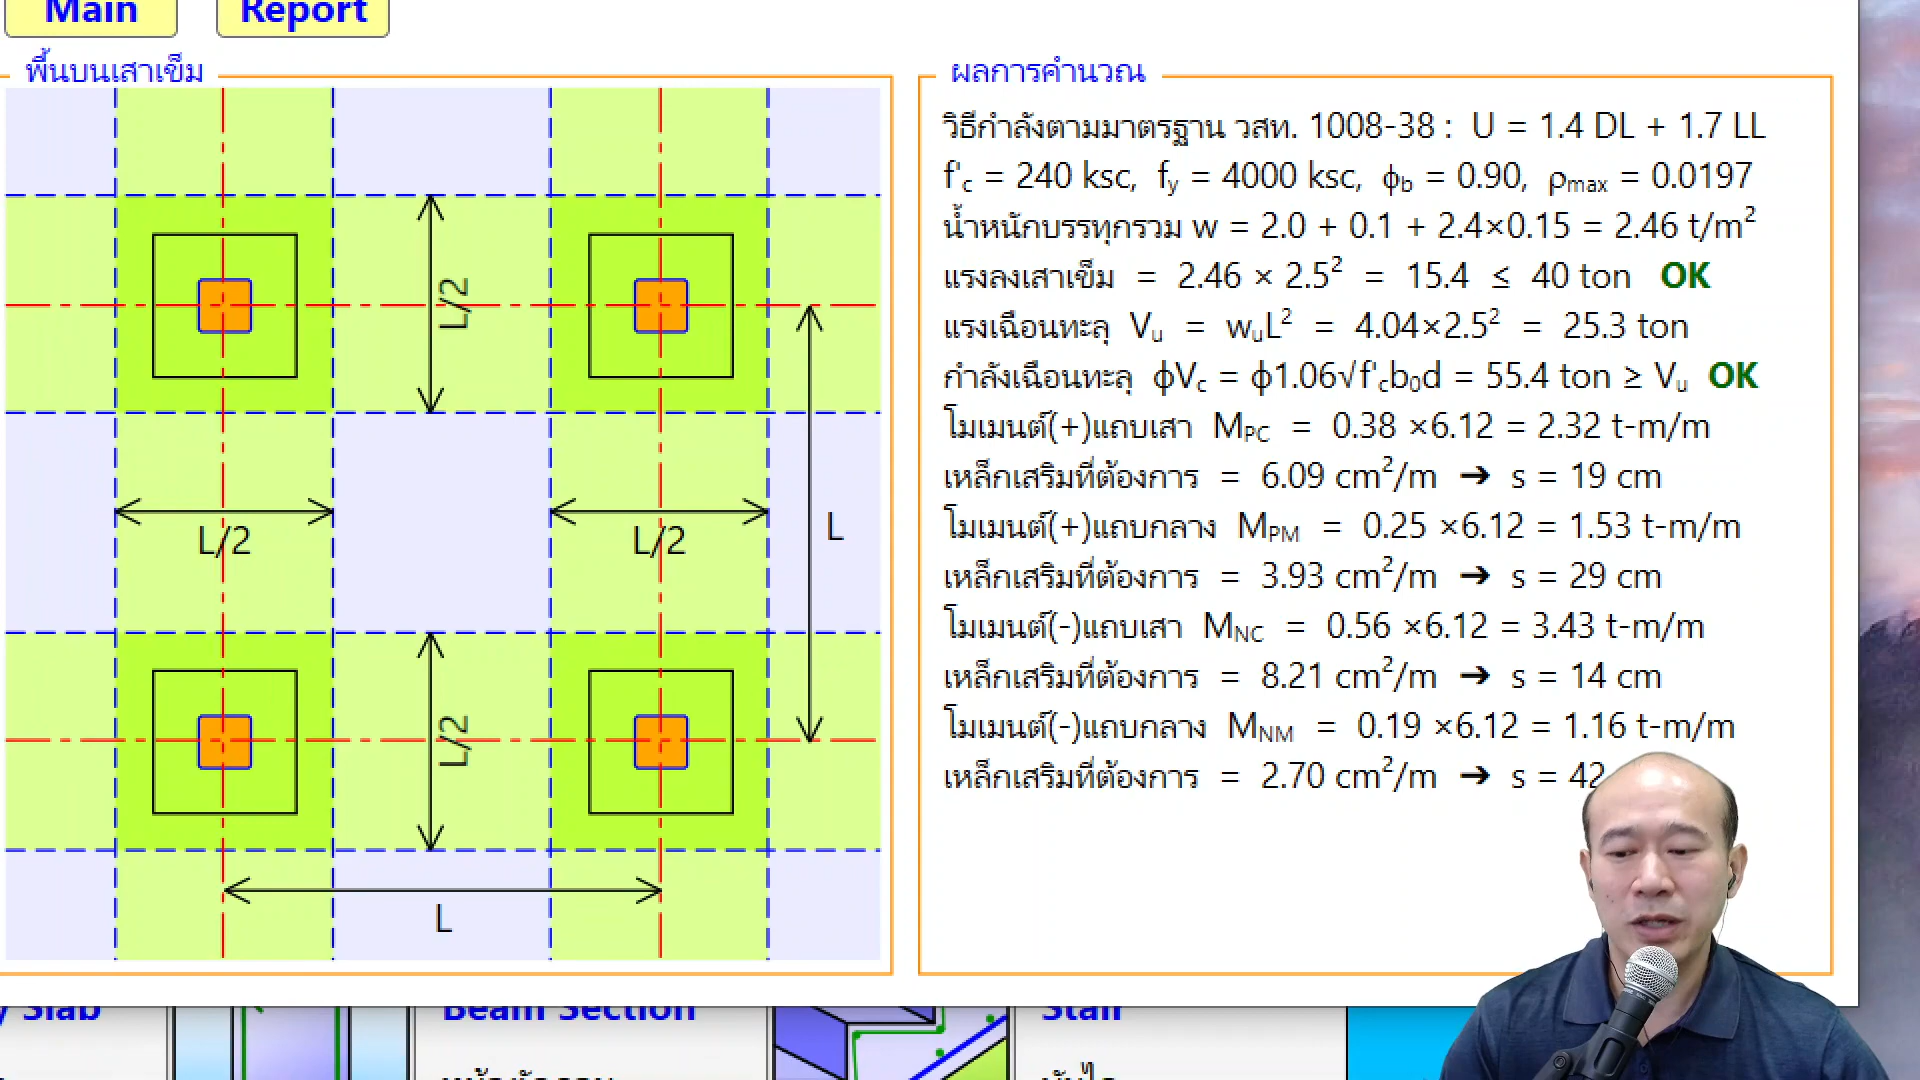 Main
Report
พื้นบนเสาเข็ม
L/2
L/2
L/2
L
L/2
L
ผลการคำนวณ
วิธีกำลังตามมาตรฐาน วสท. 1008-38 : U = 1.4 DL + 1.7 LL
f'c = 240 ksc, fy = 4000 ksc, ϕb = 0.90, ρmax = 0.0197
น้ำหนักบรรทุกรวม w = 2.0 + 0.1 + 2.4×0.15 = 2.46 t/m²
แรงลงเสาเข็ม = 2.46 × 2.5² = 15.4 ≤ 40 ton OK
แรงเฉือนทะลุ Vu = wuL² = 4.04×2.5² = 25.3 ton
กำลังเฉือนทะลุ ϕVc = ϕ1.06√f'cb0d = 55.4 ton ≥ Vu OK
โมเมนต์(+)แถบเสา MPC = 0.38 ×6.12 = 2.32 t-m/m
เหล็กเสริมที่ต้องการ = 6.09 cm²/m ➔ s = 19 cm
โมเมนต์(+)แถบกลาง MPM = 0.25 ×6.12 = 1.53 t-m/m
เหล็กเสริมที่ต้องการ = 3.93 cm²/m ➔ s = 29 cm
โมเมนต์(-)แถบเสา MNC = 0.56 ×6.12 = 3.43 t-m/m
เหล็กเสริมที่ต้องการ = 8.21 cm²/m ➔ s = 14 cm
โมเมนต์(-)แถบกลาง MNM = 0.19 ×6.12 = 1.16 t-m/m
เหล็กเสริมที่ต้องการ = 2.70 cm²/m ➔ s = 42
Slab
Beam Section
Stair